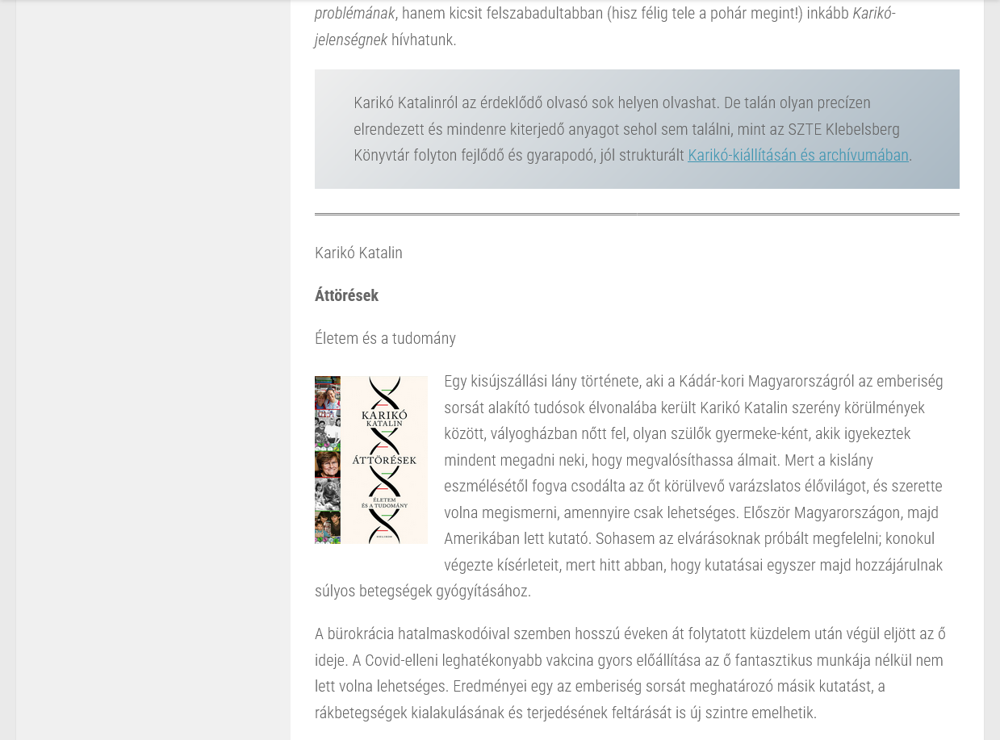 problémának, hanem kicsit felszabadultabban (hisz félig tele a pohár megint!) inkább Karikó-
jelenségnek hívhatunk.
Karikó Katalinról az érdeklődő olvasó sok helyen olvashat. De talán olyan precízen
elrendezett és mindenre kiterjedő anyagot sehol sem találni, mint az SZTE Klebelsberg
Könyvtár folyton fejlődő és gyarapodó, jól strukturált Karikó-kiállításán és archívumában.
Karikó Katalin
Áttörések
Életem és a tudomány
KARIKÓ
KATALIN
ÁTTÖRÉSEK
ÉLETEM
ÉS A TUDOMÁNY
Egy kisújszállási lány története, aki a Kádár-kori Magyarországról az emberiség
sorsát alakító tudósok élvonalába került Karikó Katalin szerény körülmények
között, vályogházban nőtt fel, olyan szülők gyermeke-ként, akik igyekeztek
mindent megadni neki, hogy megvalósíthassa álmait. Mert a kislány
eszmélésétől fogva csodálta az őt körülvevő varázslatos élővilágot, és szerette
volna megismerni, amennyire csak lehetséges. Először Magyarországon, majd
Amerikában lett kutató. Sohasem az elvárásoknak próbált megfelelni; konokul
végezte kísérleteit, mert hitt abban, hogy kutatásai egyszer majd hozzájárulnak
súlyos betegségek gyógyításához.
A bürokrácia hatalmaskodóival szemben hosszú éveken át folytatott küzdelem után végül eljött az ő
ideje. A Covid-elleni leghatékonyabb vakcina gyors előállítása az ő fantasztikus munkája nélkül nem
lett volna lehetséges. Eredményei egy az emberiség sorsát meghatározó másik kutatást, a
rákbetegségek kialakulásának és terjedésének feltárását is új szintre emelhetik.